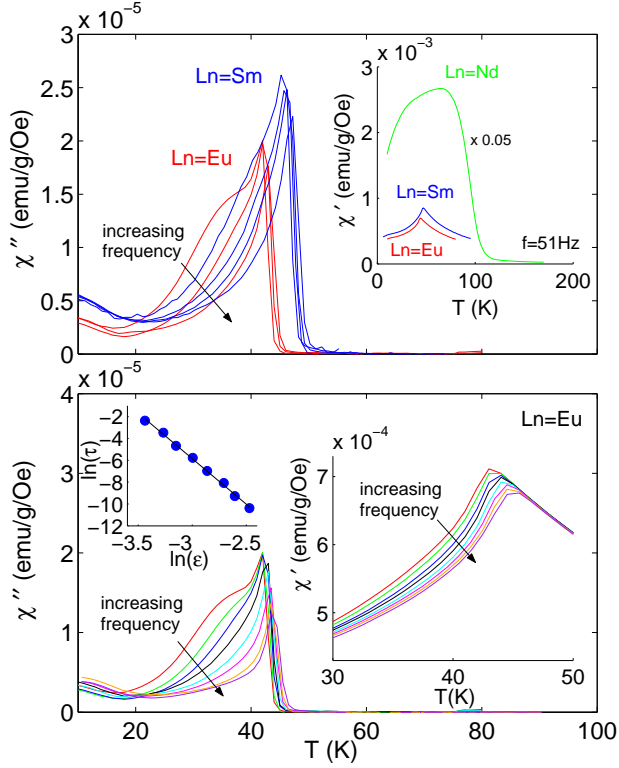 x 10⁻⁵
3
2.5
2
1.5
1
0.5
0
χ″ (emu/g/Oe)
Ln=Sm
Ln=Eu
increasing
frequency
x 10⁻³
3
2
1
0
χ′ (emu/g/Oe)
Ln=Nd
x 0.05
Ln=Sm
Ln=Eu
f=51Hz
0
100
200
T (K)
x 10⁻⁵
4
3
2
1
0
χ″ (emu/g/Oe)
20
40
60
80
100
T (K)
−2
−4
−6
−8
−10
−12
ln(τ)
−3.5
−3
−2.5
ln(ε)
increasing
frequency
Ln=Eu
x 10⁻⁴
7
6
5
χ′ (emu/g/Oe)
increasing
frequency
30
40
50
T(K)